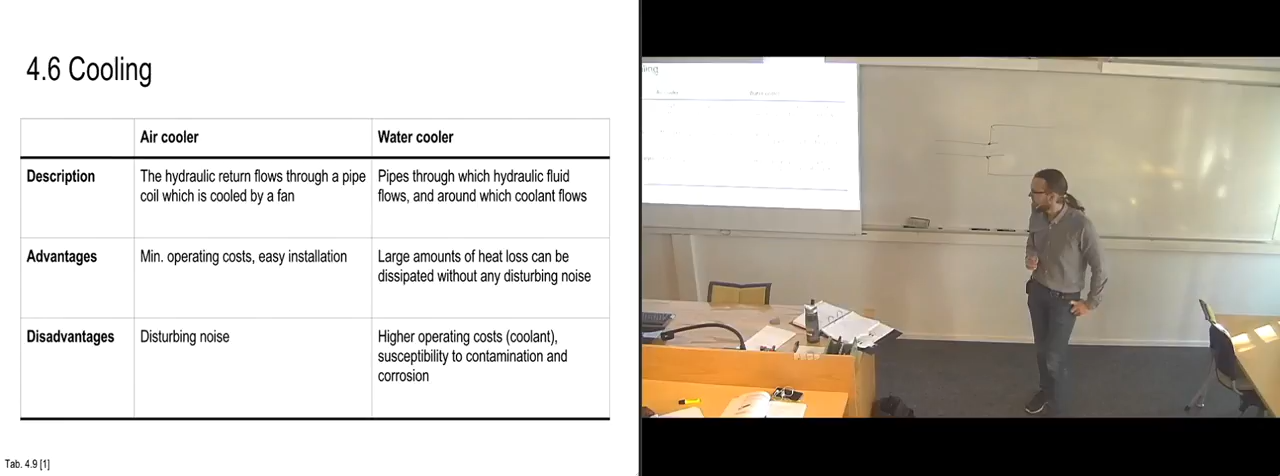 4.6 Cooling
Air cooler Water cooler
Description The hydraulic return flows through a pipe Pipes through which hydraulic fluid
coil which is cooled by a fan flows, and around which coolant flows
Advantages Min. operating costs, easy installation Large amounts of heat loss can be
dissipated without any disturbing noise
Disadvantages Disturbing noise Higher operating costs (coolant),
susceptibility to contamination and
corrosion
Tab. 4.9 [1]